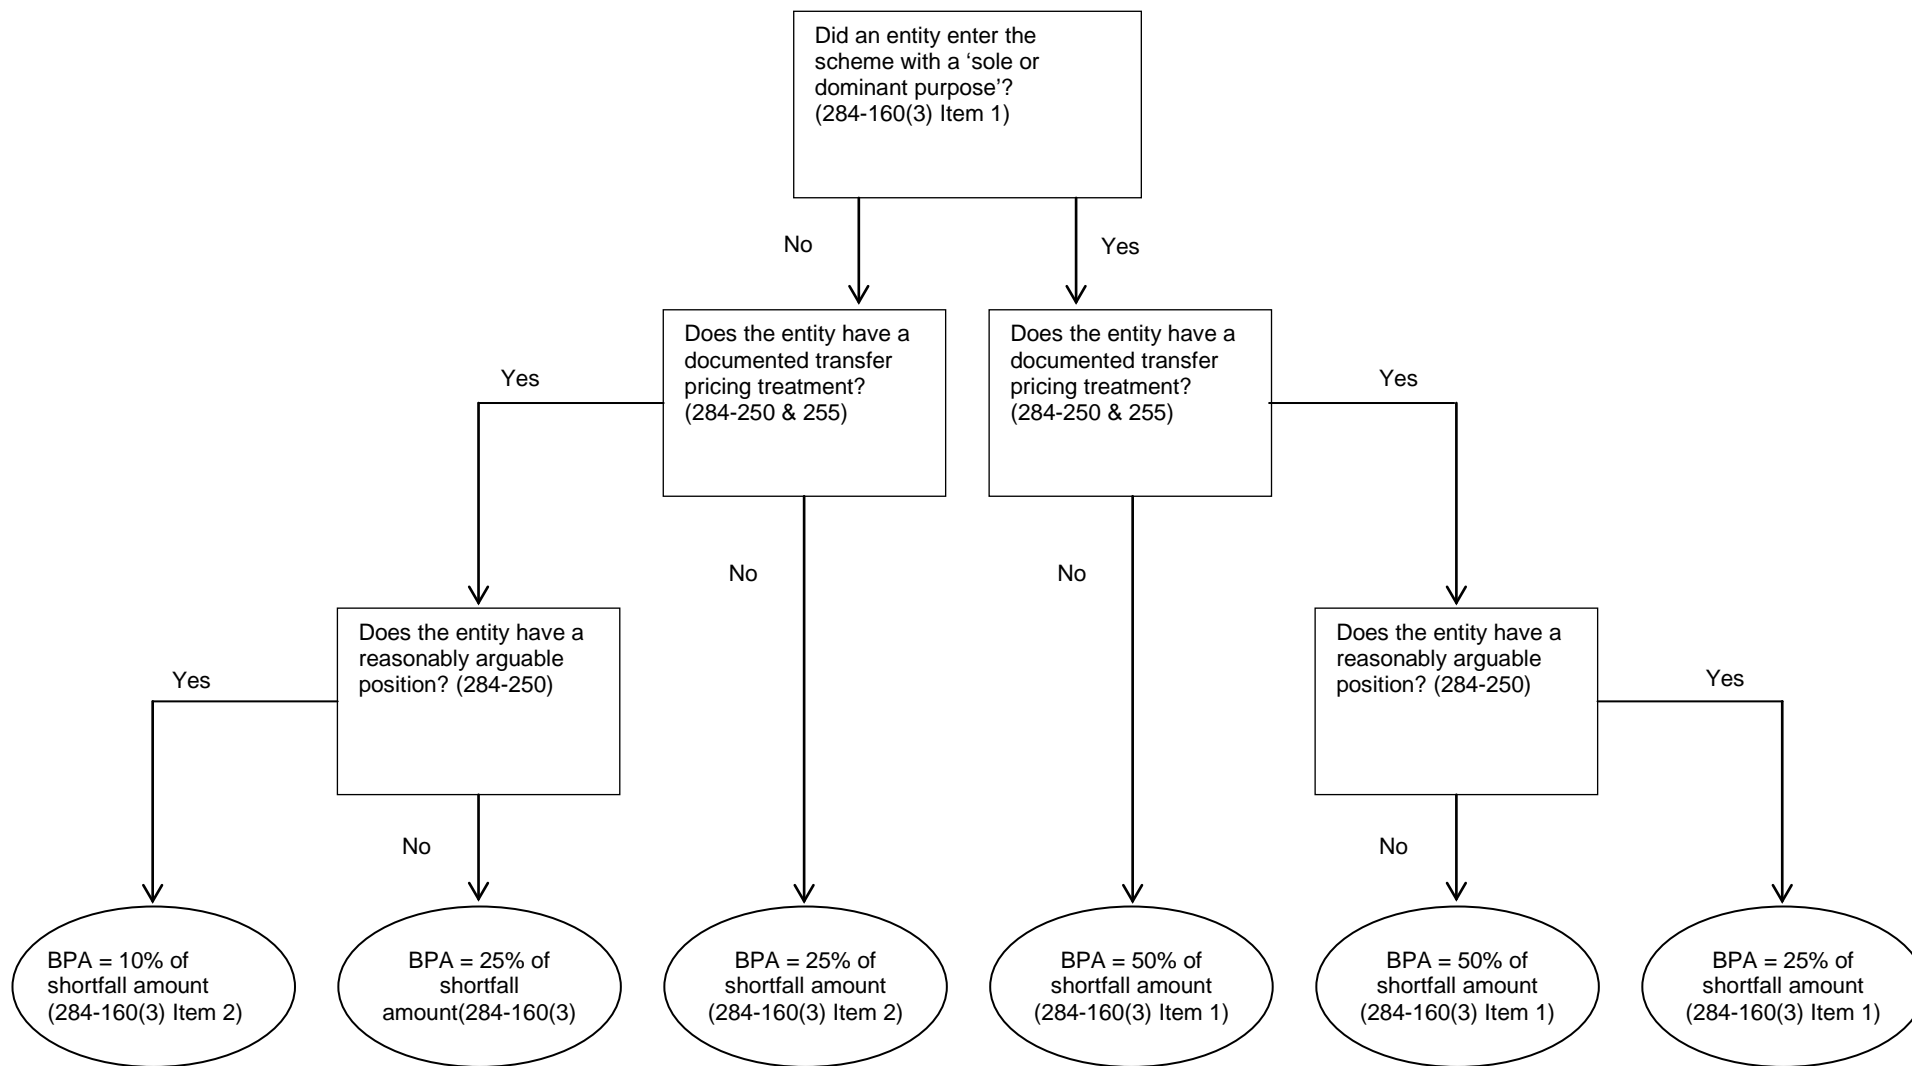 Did an entity enter the
scheme with a ‘sole or
dominant purpose’?
(284-160(3) Item 1)
No
Yes
Does the entity have a
documented transfer
pricing treatment?
(284-250 & 255)
Does the entity have a
documented transfer
pricing treatment?
(284-250 & 255)
Yes
Yes
No
No
Does the entity have a
reasonably arguable
position? (284-250)
Does the entity have a
reasonably arguable
position? (284-250)
Yes
Yes
No
No
BPA = 10% of
shortfall amount
(284-160(3) Item 2)
BPA = 25% of
shortfall
amount(284-160(3)
BPA = 25% of
shortfall amount
(284-160(3) Item 2)
BPA = 50% of
shortfall amount
(284-160(3) Item 1)
BPA = 50% of
shortfall amount
(284-160(3) Item 1)
BPA = 25% of
shortfall amount
(284-160(3) Item 1)